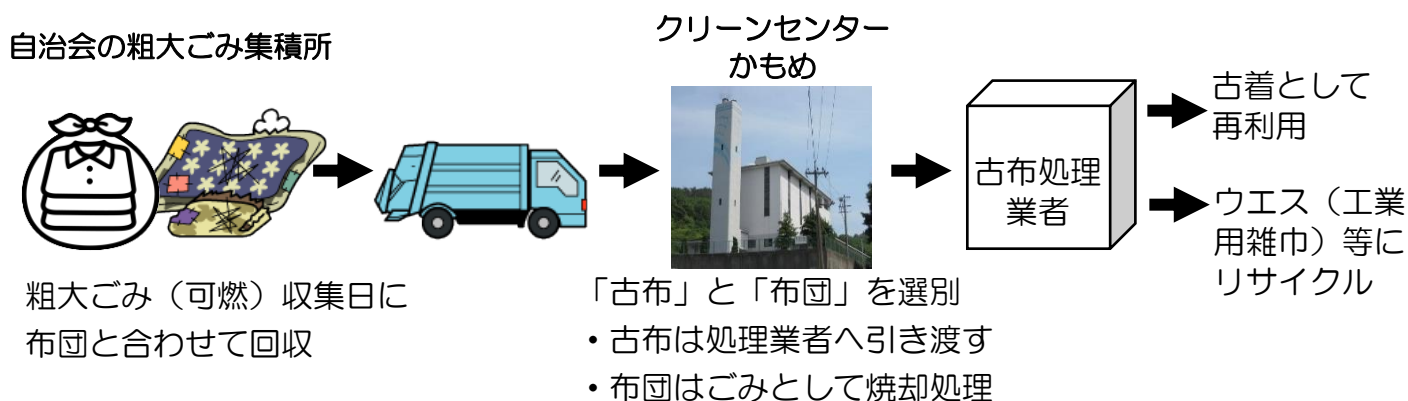 自治会の粗大ごみ集積所
粗大ごみ（可燃）収集日に
布団と合わせて回収
クリーンセンター
かもめ
「古布」と「布団」を選別
・古布は処理業者へ引き渡す
・布団はごみとして焼却処理
古布処理
業者
古着として
再利用
ウエス（工業
用雑巾）等に
リサイクル